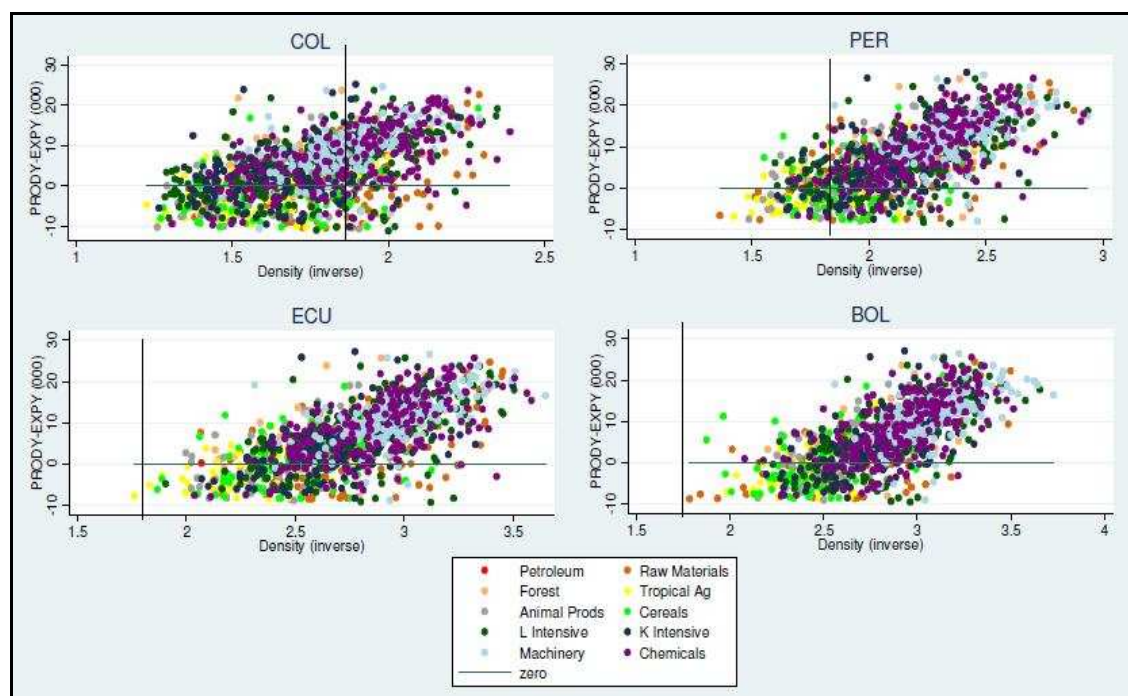 COL
PRODY-EXPY (000)
30
20
10
0
-10
1
1.5
2
2.5
Density (inverse)
PER
PRODY-EXPY (000)
30
20
10
0
-10
1
1.5
2
2.5
3
Density (inverse)
ECU
PRODY-EXPY (000)
30
20
10
0
-10
1.5
2
2.5
3
3.5
Density (inverse)
BOL
PRODY-EXPY (000)
30
20
10
0
-10
1.5
2
2.5
3
3.5
4
Density (inverse)
Petroleum
Raw Materials
Forest
Tropical Ag
Animal Prods
Cereals
L Intensive
K Intensive
Machinery
Chemicals
zero